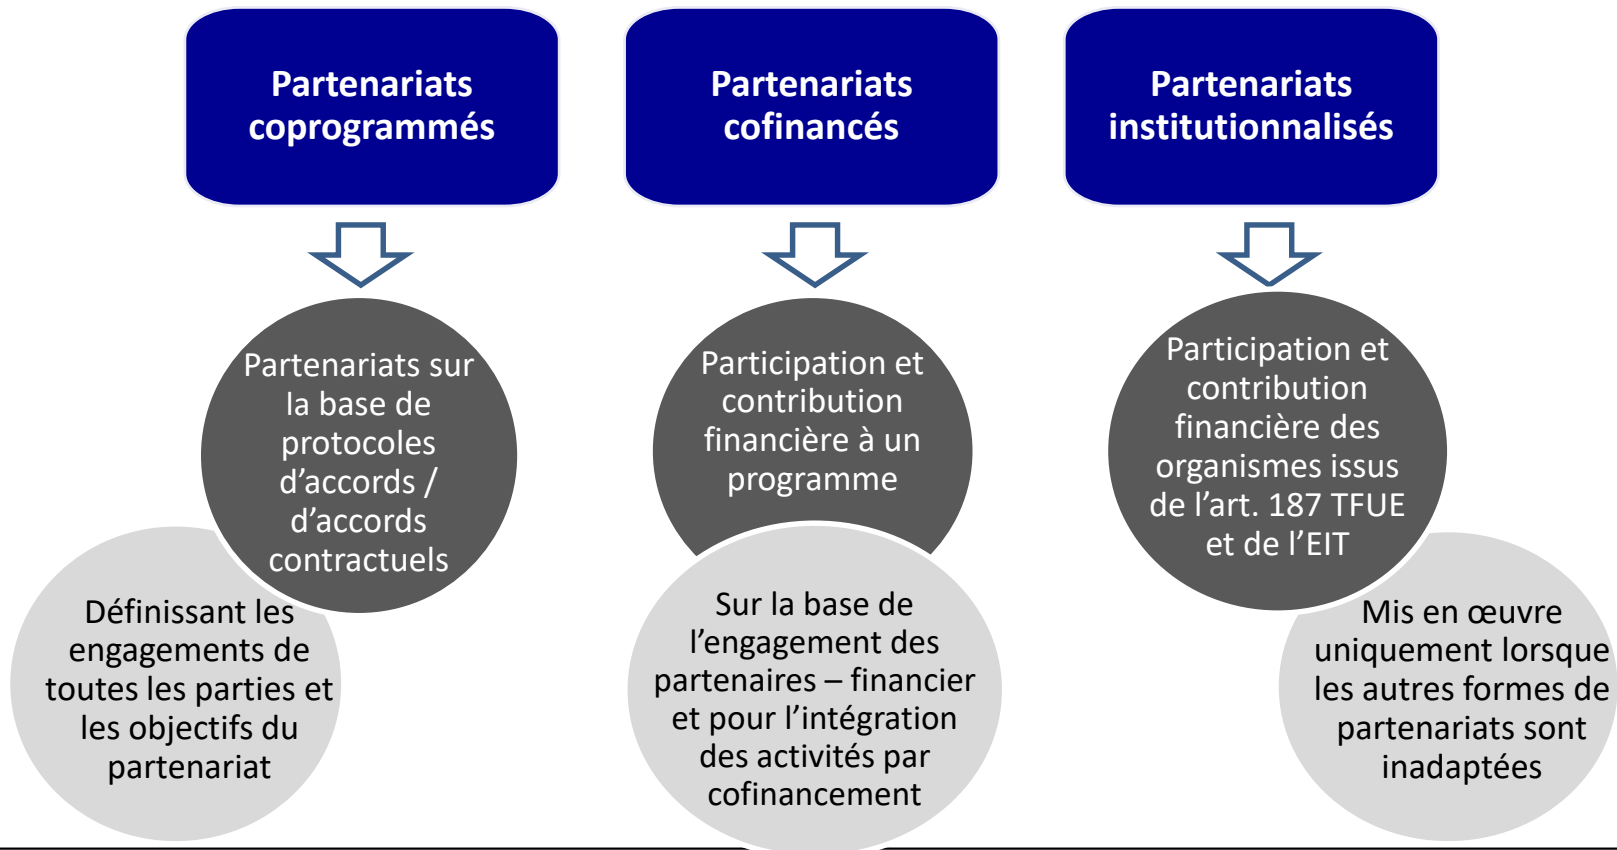 Partenariats
coprogrammés
Partenariats
cofinancés
Partenariats
institutionnalisés
Partenariats sur
la base de
protocoles
d’accords /
d’accords
contractuels
Définissant les
engagements de
toutes les parties et
les objectifs du
partenariat
Participation et
contribution
financière à un
programme
Sur la base de
l’engagement des
partenaires – financier
et pour l’intégration
des activités par
cofinancement
Participation et
contribution
financière des
organismes issus
de l’art. 187 TFUE
et de l’EIT
Mis en œuvre
uniquement lorsque
les autres formes de
partenariats sont
inadaptées